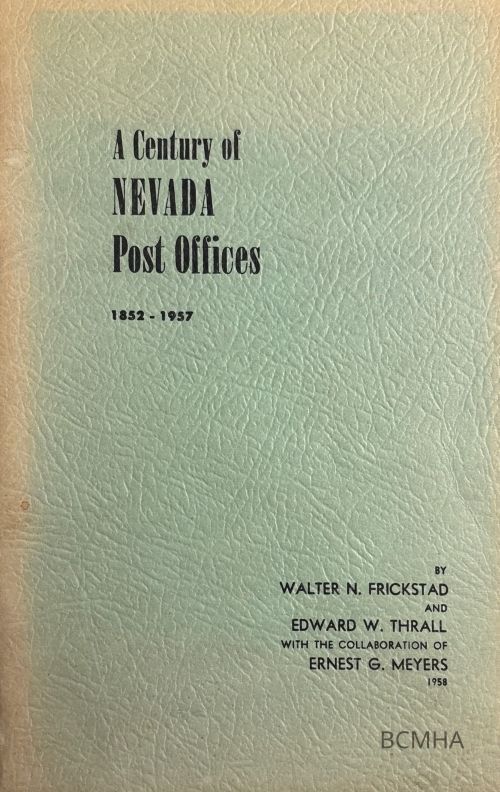 A Century of
NEVADA
Post Offices
1852 - 1957
BY
WALTER N. FRICKSTAD
AND
EDWARD W. THRALL
WITH THE COLLABORATION OF
ERNEST G. MEYERS
1958
BCMHA